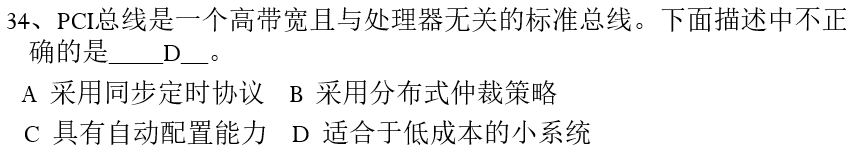 34、PCI总线是一个高带宽且与处理器无关的标准总线。下面描述中不正
确的是____D__。
A 采用同步定时协议 B 采用分布式仲裁策略
C 具有自动配置能力 D 适合于低成本的小系统